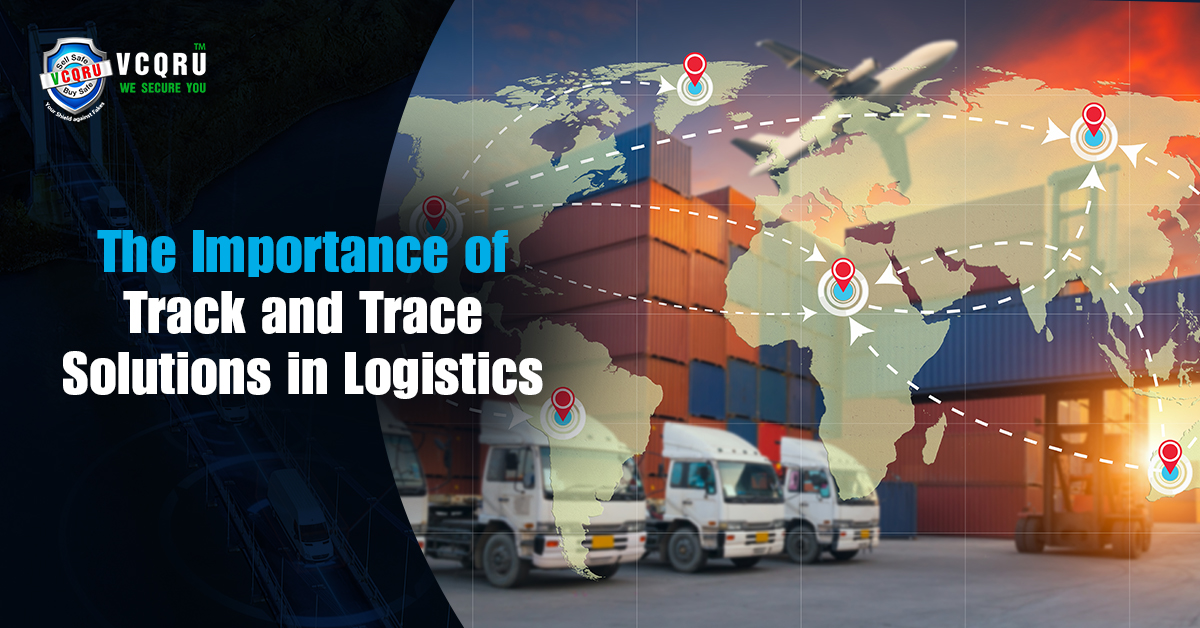 Sell Safe
VCQRU
Buy Safe
Your Shield against Fakes
VCQRU™
WE SECURE YOU
The Importance of
Track and Trace
Solutions in Logistics